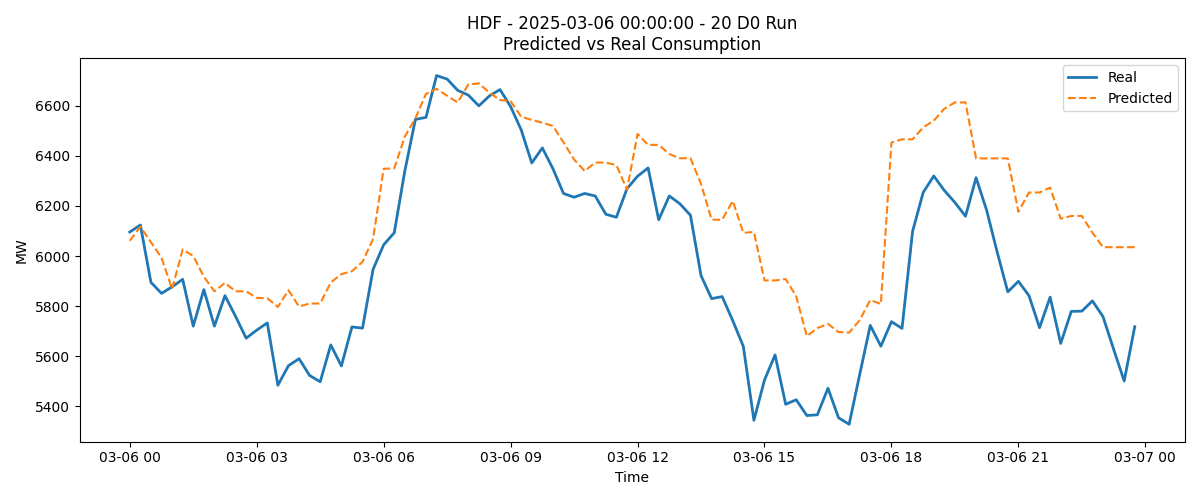 HDF - 2025-03-06 00:00:00 - 20 D0 Run
Predicted vs Real Consumption
Real
Predicted
MW
6600
6400
6200
6000
5800
5600
5400
03-06 00
03-06 03
03-06 06
03-06 09
03-06 12
03-06 15
03-06 18
03-06 21
03-07 00
Time